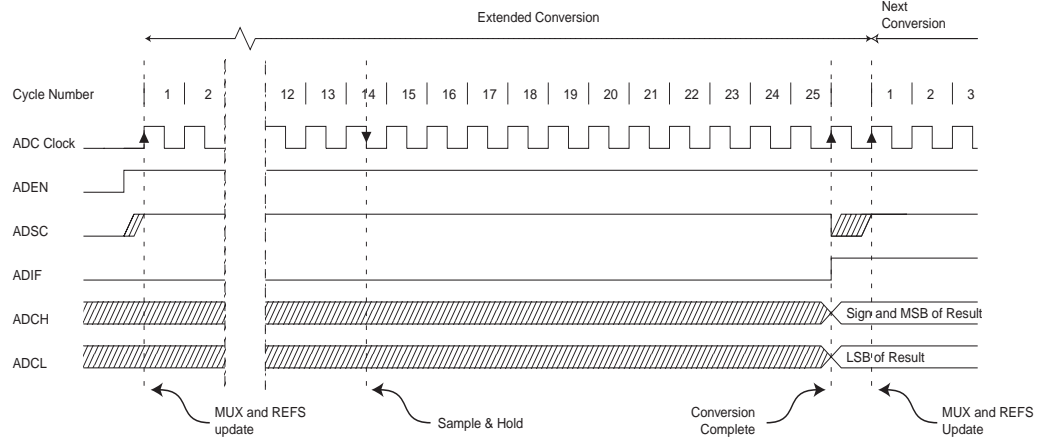 Next
Conversion
Extended Conversion
Cycle Number 1 2 12 13 14 15 16 17 18 19 20 21 22 23 24 25 1 2 3
ADC Clock
ADEN
ADSC
ADIF
ADCH Sign and MSB of Result
ADCL LSB of Result
MUX and REFS
update
Sample & Hold
Conversion
Complete
MUX and REFS
Update